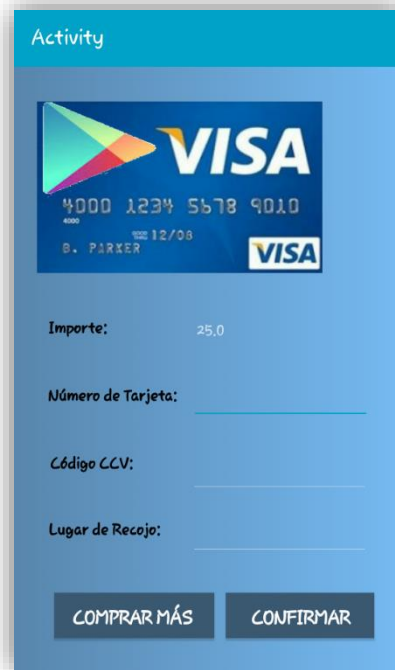 Activity
VISA
4000 1234 5678 9010
4000
12/08
B. PARKER
VISA
Importe: 25.0
Número de Tarjeta:
Código CCV:
Lugar de Recojo:
COMPRAR MÁS CONFIRMAR